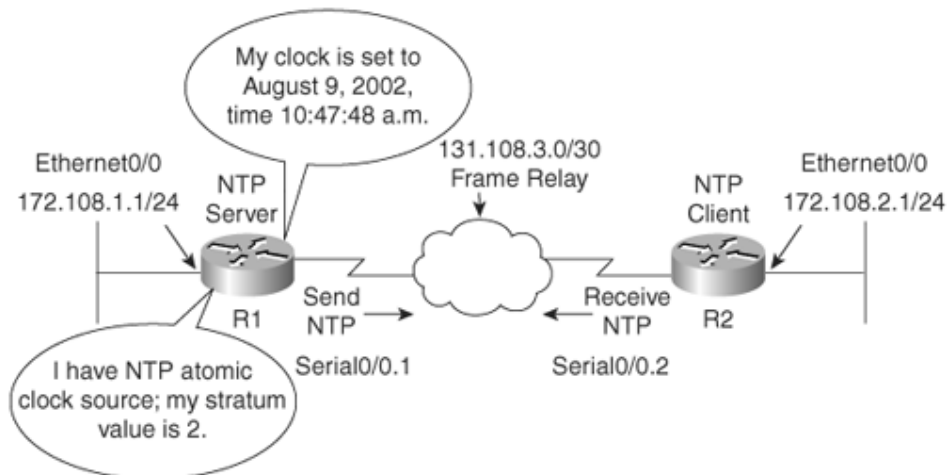 My clock is set to
August 9, 2002,
time 10:47:48 a.m.
131.108.3.0/30
Frame Relay
Ethernet0/0
172.108.1.1/24
NTP
Server
NTP
Client
Ethernet0/0
172.108.2.1/24
R1
Send
NTP
Serial0/0.1
Receive
NTP
Serial0/0.2
R2
I have NTP atomic
clock source; my stratum
value is 2.